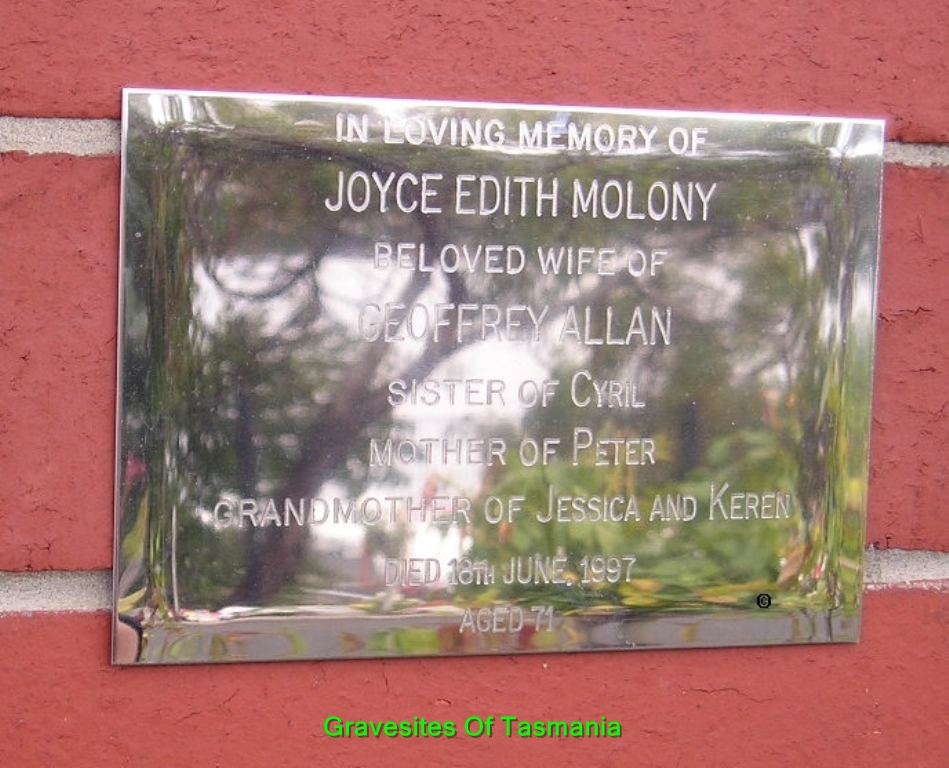 IN LOVING MEMORY OF
JOYCE EDITH MOLONY
BELOVED WIFE OF
GEOFFREY ALLAN
SISTER OF CYRIL
MOTHER OF PETER
GRANDMOTHER OF JESSICA AND KEREN
DIED 18TH JUNE, 1997
AGED 71
Gravesites Of Tasmania